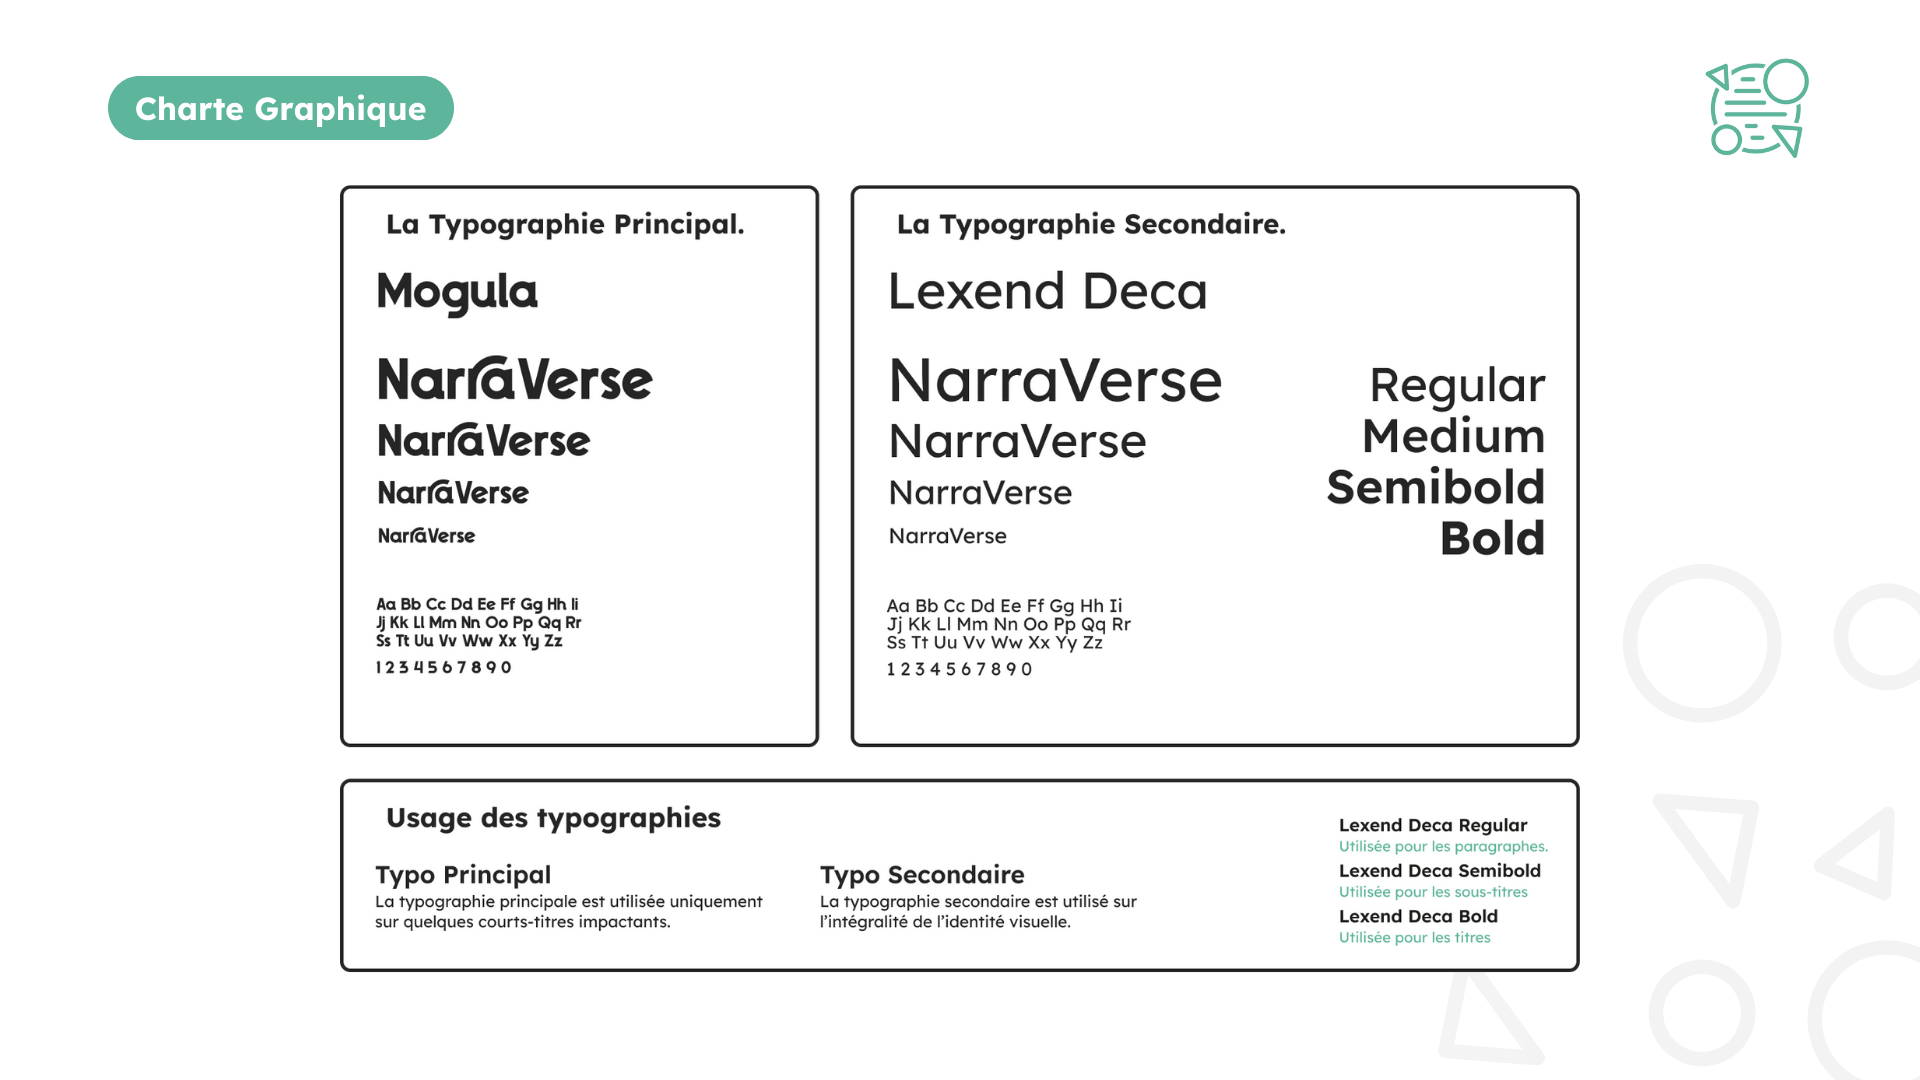 Charte Graphique
La Typographie Principal.
Mogula
NarraVerse
NarraVerse
NarraVerse
NarraVerse
Aa Bb Cc Dd Ee Ff Gg Hh Ii
Jj Kk Ll Mm Nn Oo Pp Qq Rr
Ss Tt Uu Vv Ww Xx Yy Zz
1 2 3 4 5 6 7 8 9 0
La Typographie Secondaire.
Lexend Deca
NarraVerse
NarraVerse
NarraVerse
NarraVerse
Regular
Medium
Semibold
Bold
Aa Bb Cc Dd Ee Ff Gg Hh Ii
Jj Kk Ll Mm Nn Oo Pp Qq Rr
Ss Tt Uu Vv Ww Xx Yy Zz
1 2 3 4 5 6 7 8 9 0
Usage des typographies
Typo Principal
La typographie principale est utilisée uniquement
sur quelques courts-titres impactants.
Typo Secondaire
La typographie secondaire est utilisé sur
l’intégralité de l’identité visuelle.
Lexend Deca Regular
Utilisée pour les paragraphes.
Lexend Deca Semibold
Utilisée pour les sous-titres
Lexend Deca Bold
Utilisée pour les titres